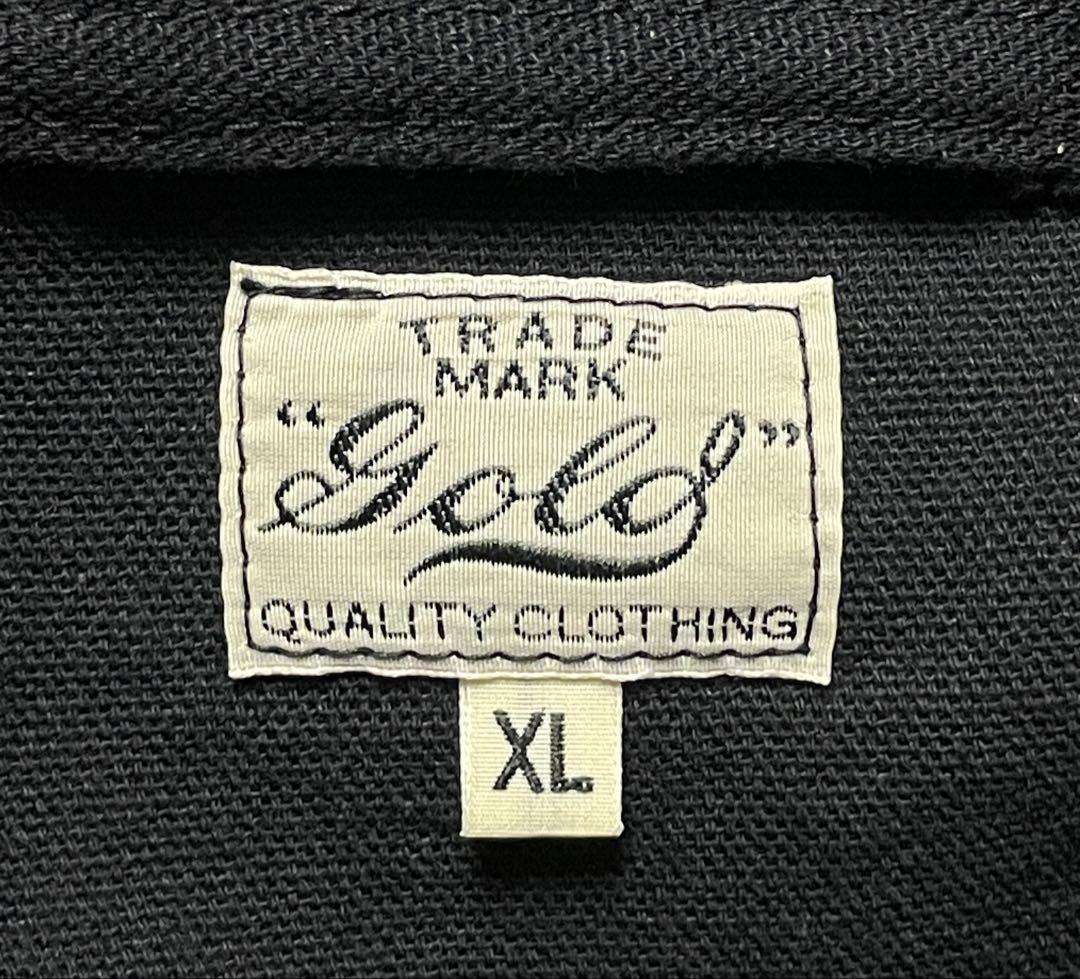 TRADE
MARK
“Gold”
QUALITY CLOTHING
XL